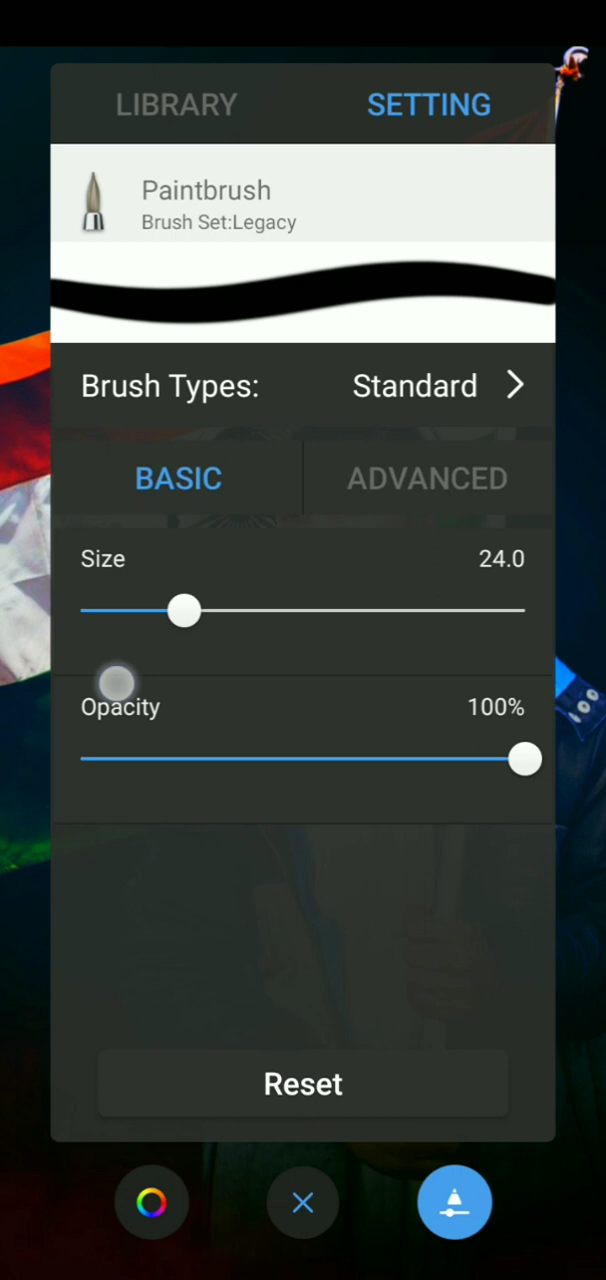 LIBRARY SETTING
Paintbrush
Brush Set:Legacy
Brush Types: Standard
BASIC ADVANCED
Size 24.0
Opacity 100%
Reset